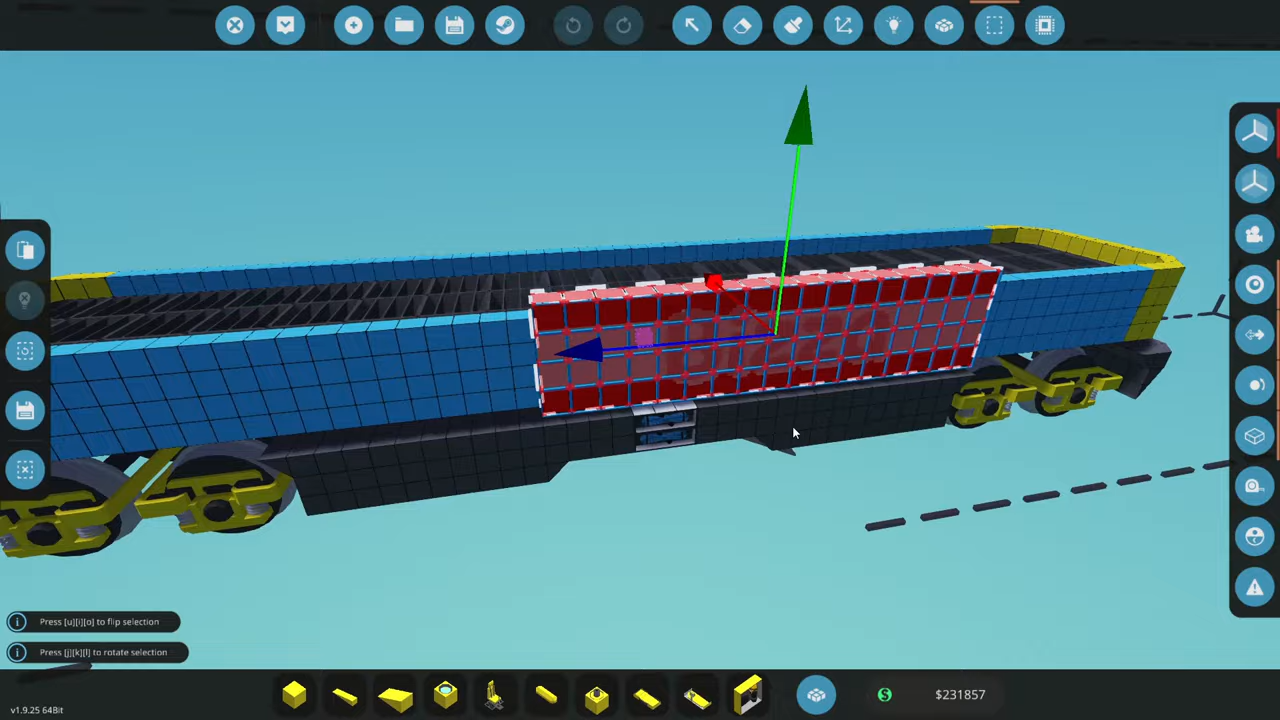 Press [u][i][o] to flip selection
Press [j][k][l] to rotate selection
$231857
v1.9.25 64Bit